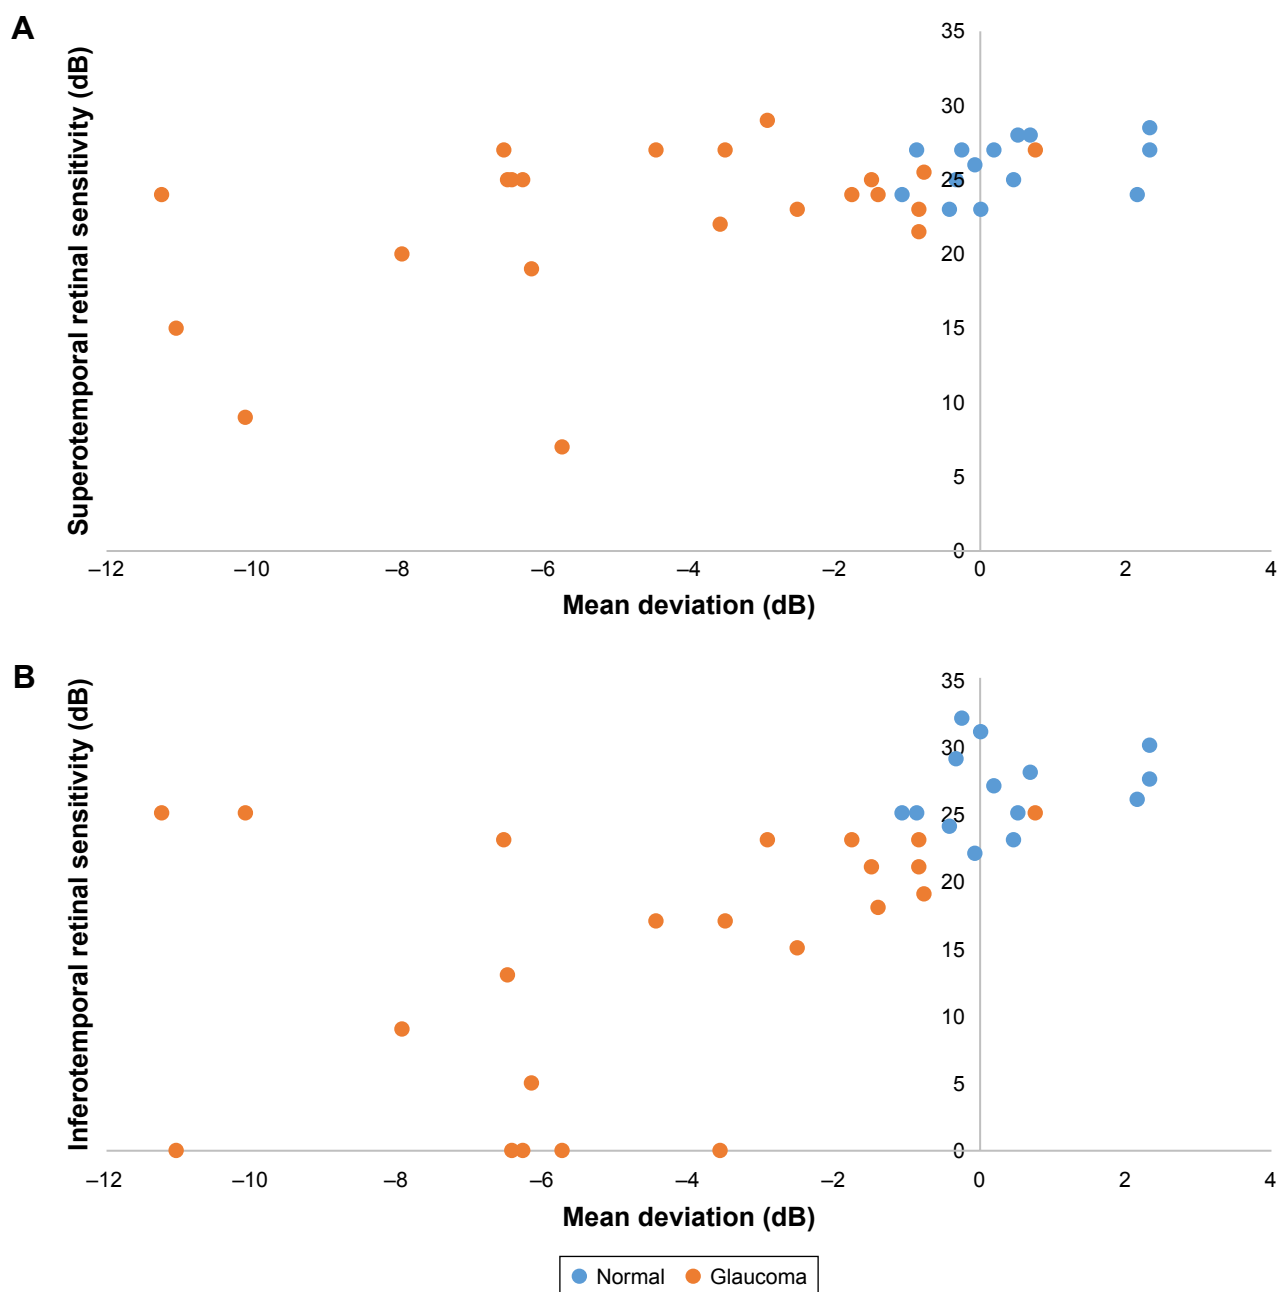 A
Superotemporal retinal sensitivity (dB)
35
30
25
20
15
10
5
0
–12 –10 –8 –6 –4 –2 0 2 4
Mean deviation (dB)
B
Inferotemporal retinal sensitivity (dB)
35
30
25
20
15
10
5
0
–12 –10 –8 –6 –4 –2 0 2 4
Mean deviation (dB)
Normal Glaucoma